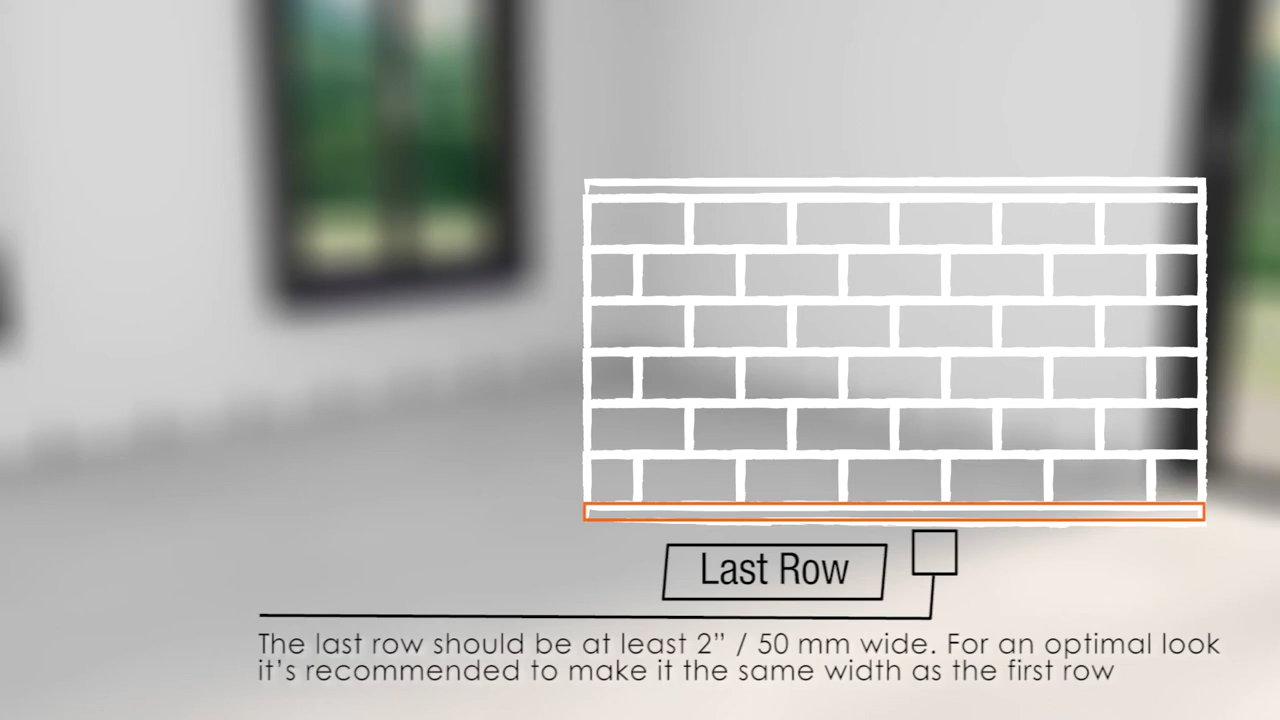 Last Row
The last row should be at least 2” / 50 mm wide. For an optimal look
it’s recommended to make it the same width as the first row